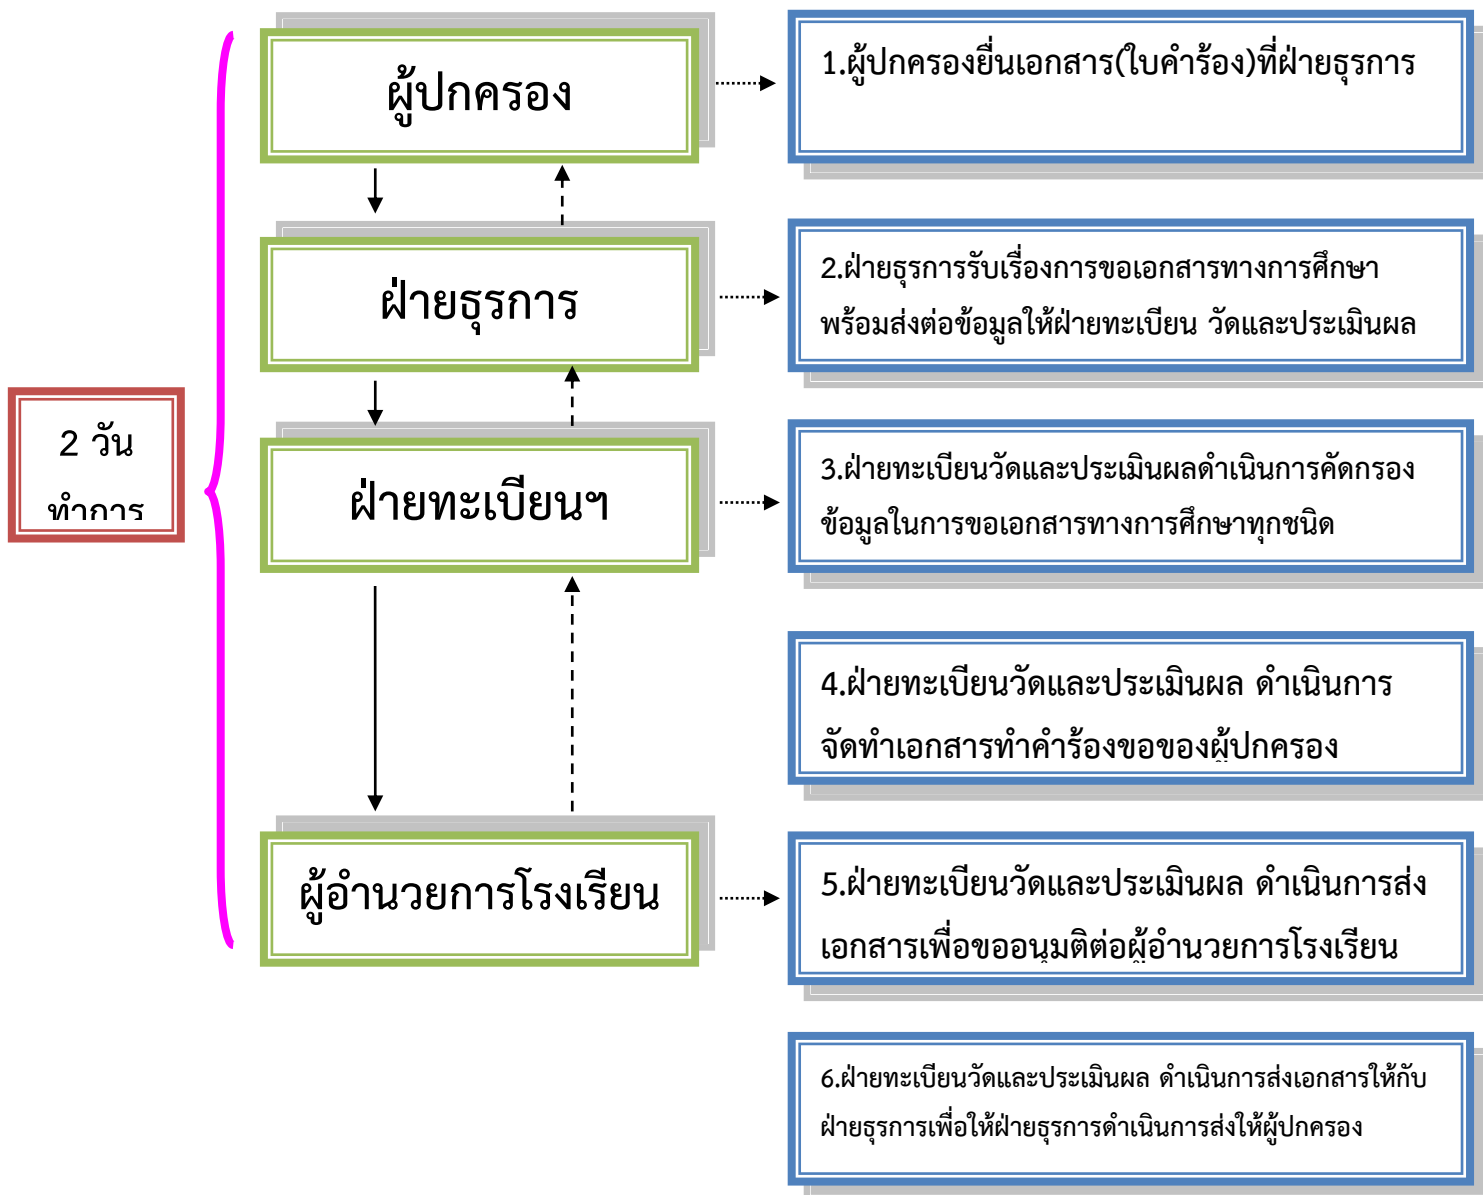 ผู้ปกครอง
1.ผู้ปกครองยื่นเอกสาร(ใบคำร้อง)ที่ฝ่ายธุรการ
ฝ่ายธุรการ
2.ฝ่ายธุรการรับเรื่องการขอเอกสารทางการศึกษา
พร้อมส่งต่อข้อมูลให้ฝ่ายทะเบียน วัดและประเมินผล
2 วัน
ทำการ
ฝ่ายทะเบียนฯ
3.ฝ่ายทะเบียนวัดและประเมินผลดำเนินการคัดกรอง
ข้อมูลในการขอเอกสารทางการศึกษาทุกชนิด
4.ฝ่ายทะเบียนวัดและประเมินผล ดำเนินการ
จัดทำเอกสารทำคำร้องขอของผู้ปกครอง
ผู้อำนวยการโรงเรียน
5.ฝ่ายทะเบียนวัดและประเมินผล ดำเนินการส่ง
เอกสารเพื่อขออนุมติต่อผู้อำนวยการโรงเรียน
6.ฝ่ายทะเบียนวัดและประเมินผล ดำเนินการส่งเอกสารให้กับ
ฝ่ายธุรการเพื่อให้ฝ่ายธุรการดำเนินการส่งให้ผู้ปกครอง